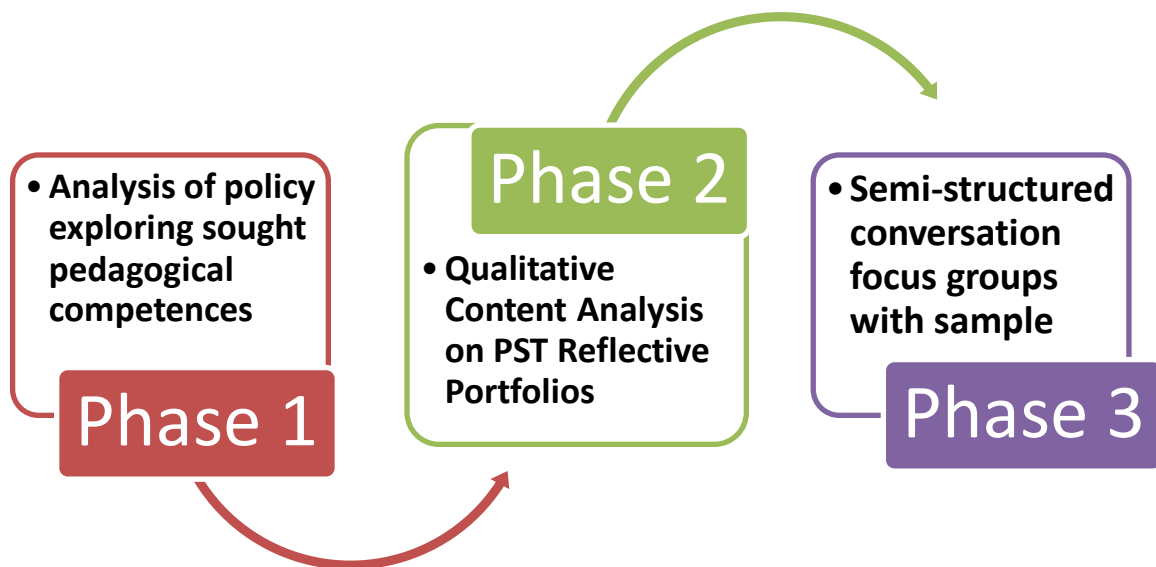 • Analysis of policy
exploring sought
pedagogical
competences
Phase 1
Phase 2
• Qualitative
Content Analysis
on PST Reflective
Portfolios
• Semi-structured
conversation
focus groups
with sample
Phase 3